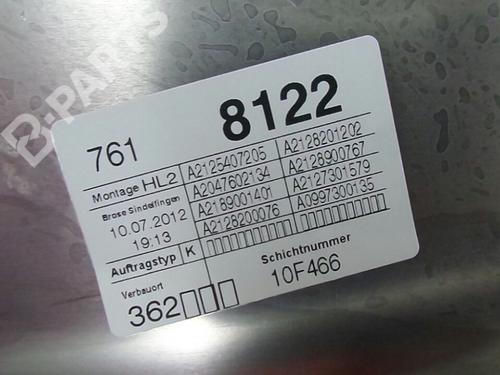 B-PARTS
761
8122
Montage HL2
Brose Sindelfingen
10.07.2012
19:13
A2125407205
A2047602134
A2189001401
A2128200076
A2128201202
A2128900767
A2127301579
A0997300135
Auftragstyp K
Verbauort
362
Schichtnummer
10F466